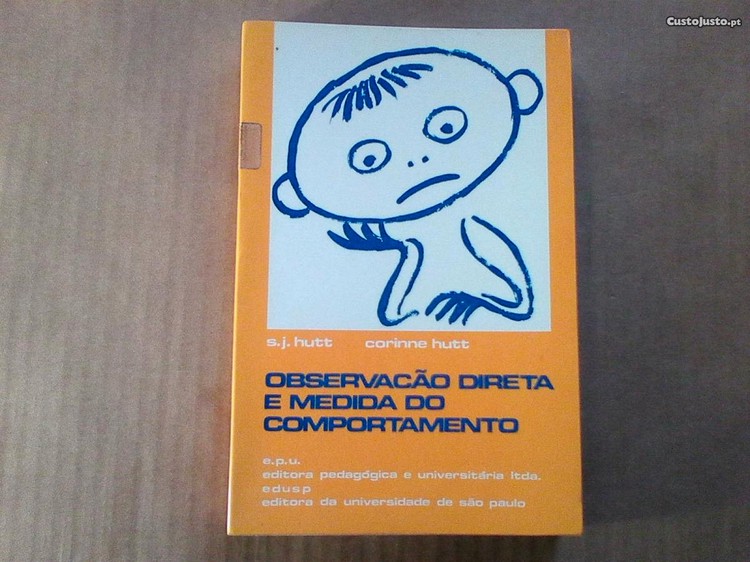 CustoJusto.pt
s.j. hutt corinne hutt
OBSERVAÇÃO DIRETA
E MEDIDA DO
COMPORTAMENTO
e.p.u.
editora pedagógica e universitária ltda.
edusp
editora da universidade de são paulo